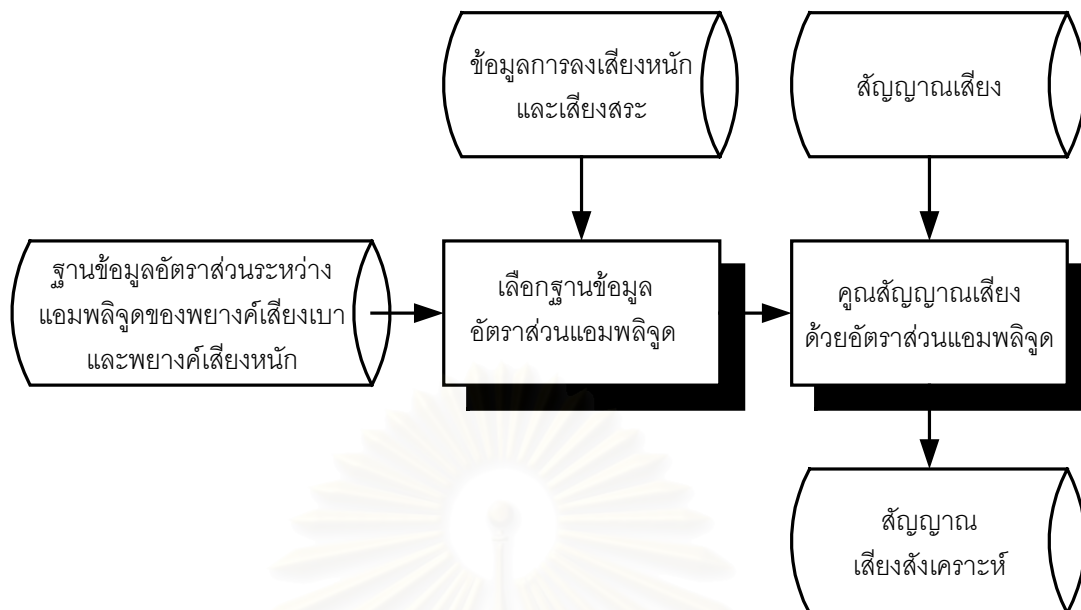 ข้อมูลการลงเสียงหนัก
และเสียงสระ
สัญญาณเสียง
ฐานข้อมูลอัตราส่วนระหว่าง
แอมพลิจูดของพยางค์เสียงเบา
และพยางค์เสียงหนัก
เลือกฐานข้อมูล
อัตราส่วนแอมพลิจูด
คูณสัญญาณเสียง
ด้วยอัตราส่วนแอมพลิจูด
สัญญาณ
เสียงสังเคราะห์